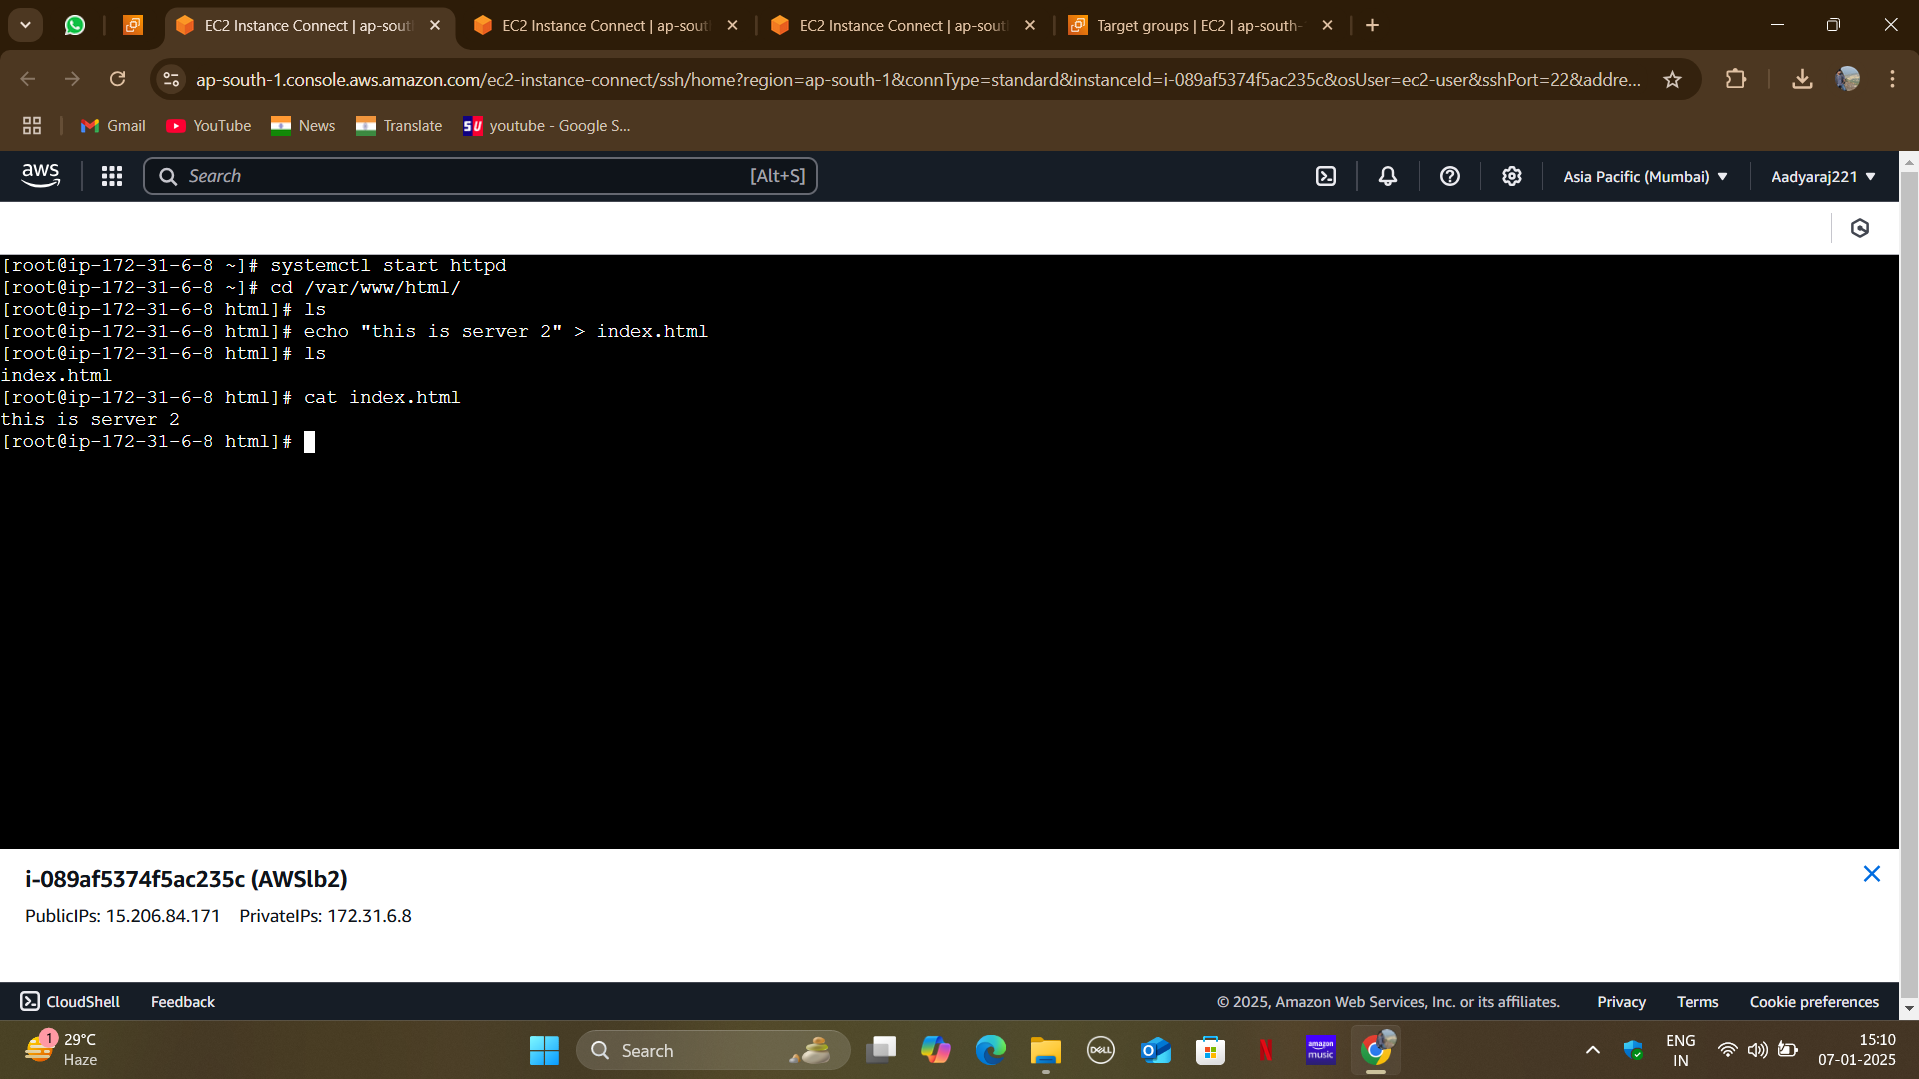 EC2 Instance Connect | ap-sout
EC2 Instance Connect | ap-sout
EC2 Instance Connect | ap-sout
Target groups | EC2 | ap-south-
ap-south-1.console.aws.amazon.com/ec2-instance-connect/ssh/home?region=ap-south-1&connType=standard&instanceId=i-089af5374f5ac235c&osUser=ec2-user&sshPort=22&addre...
Gmail
YouTube
News
Translate
SU
youtube - Google S...
aws
Search
[Alt+S]
Asia Pacific (Mumbai)
Aadyaraj221
[root@ip-172-31-6-8 ~]# systemctl start httpd
[root@ip-172-31-6-8 ~]# cd /var/www/html/
[root@ip-172-31-6-8 html]# ls
[root@ip-172-31-6-8 html]# echo "this is server 2" > index.html
[root@ip-172-31-6-8 html]# ls
index.html
[root@ip-172-31-6-8 html]# cat index.html
this is server 2
[root@ip-172-31-6-8 html]#
i-089af5374f5ac235c (AWSlb2)
PublicIPs: 15.206.84.171 PrivateIPs: 172.31.6.8
CloudShell
Feedback
© 2025, Amazon Web Services, Inc. or its affiliates.
Privacy
Terms
Cookie preferences
1
29°C
Haze
Search
DELL
amazon
music
ENG
IN
15:10
07-01-2025